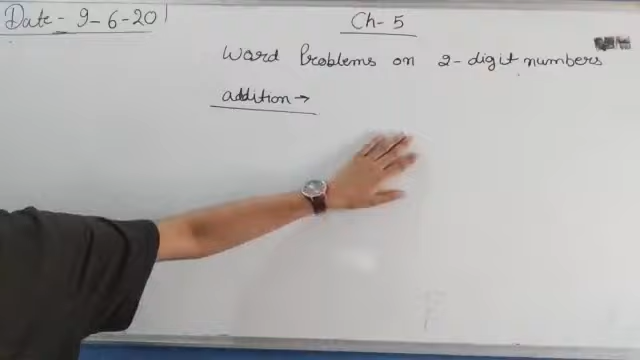 Date - 9-6-20
Ch- 5
Word Problems on 2-digit numbers
addition →